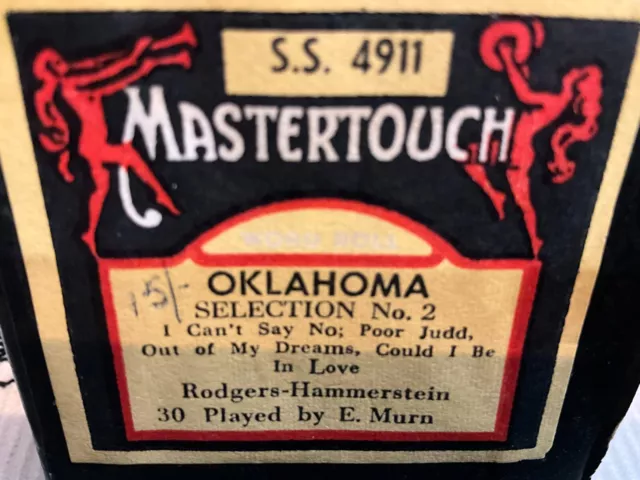 S.S. 4911
MASTERTOUCH
15/-
OKLAHOMA
SELECTION No. 2
I Can't Say No; Poor Judd,
Out of My Dreams, Could I Be
In Love
Rodgers-Hammerstein
30 Played by E. Murn